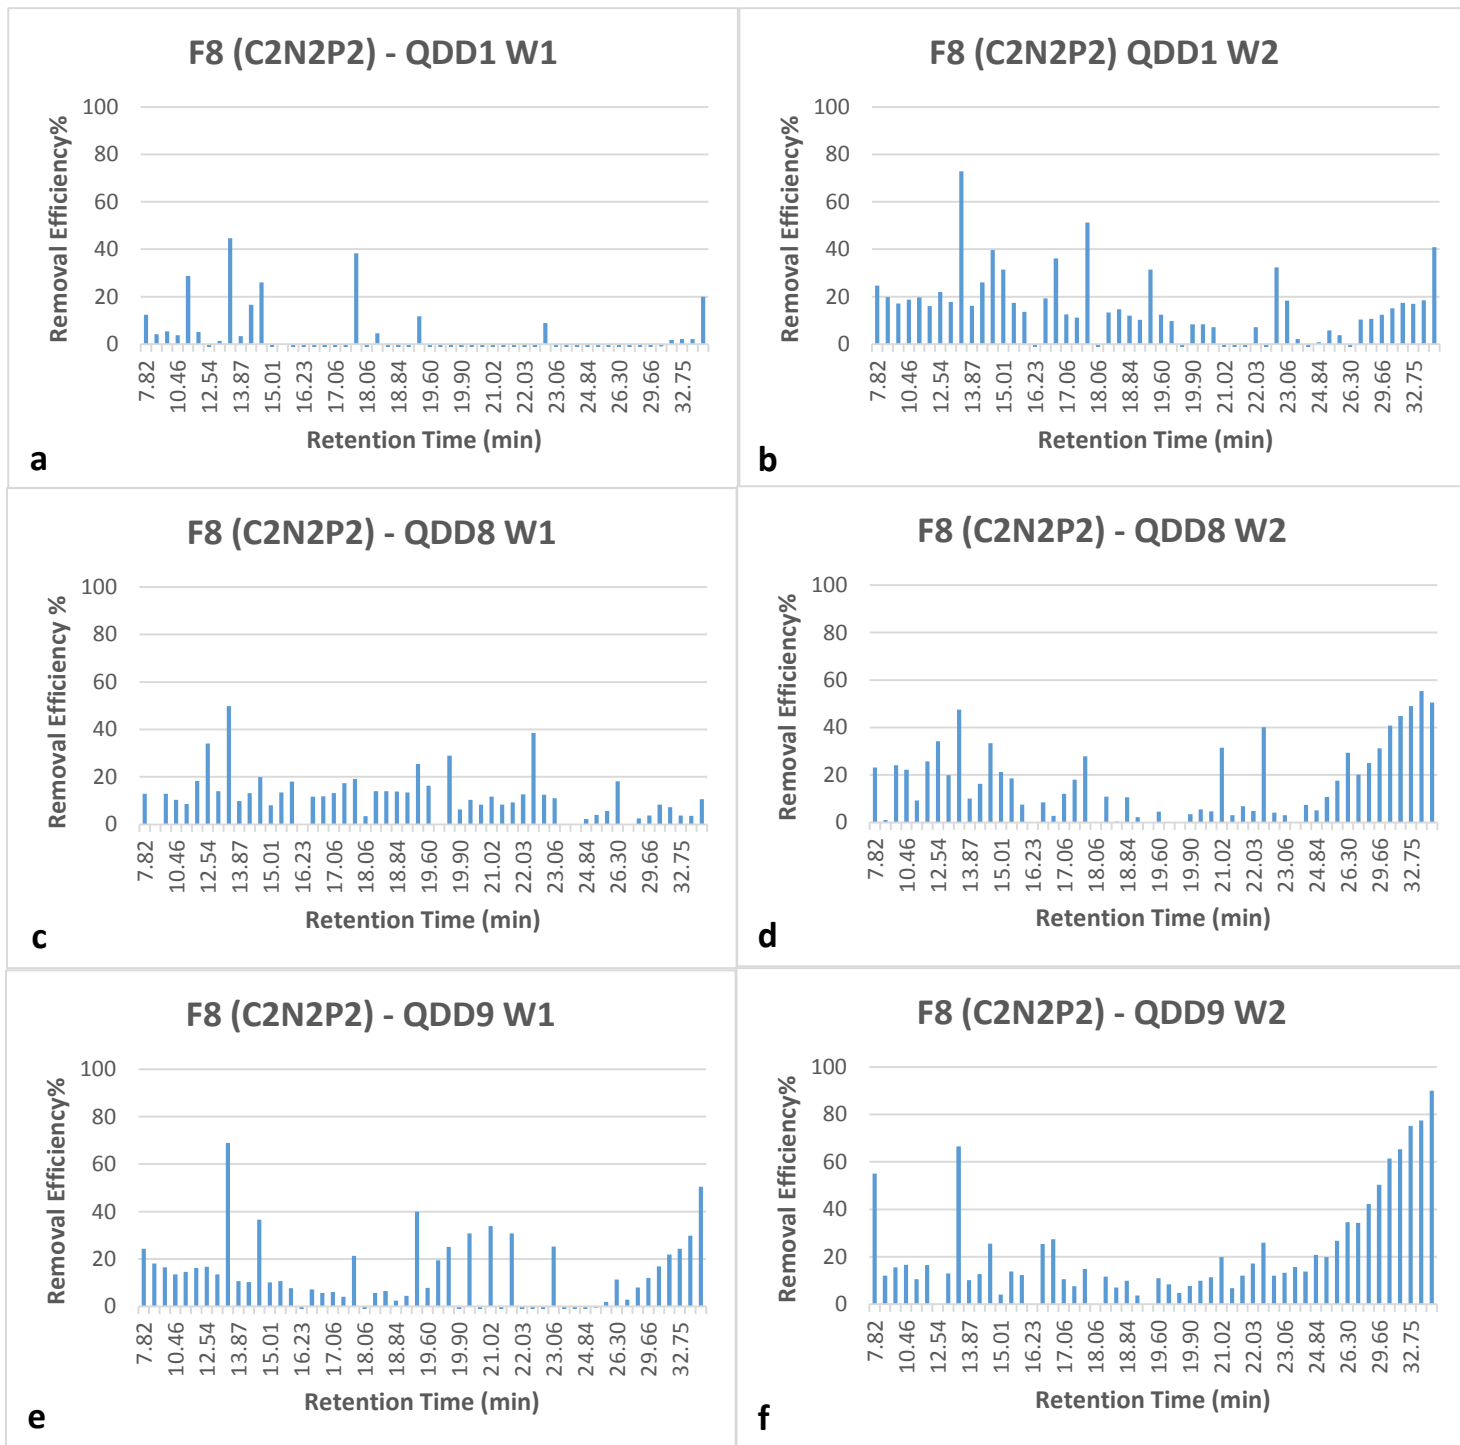 F8 (C2N2P2) - QDD1 W1
100
80
60
40
20
0
Removal Efficiency%
7.82 10.46 12.54 13.87 15.01 16.23 17.06 18.06 18.84 19.60 19.90 21.02 22.03 23.06 24.84 26.30 29.66 32.75
Retention Time (min)
a
F8 (C2N2P2) QDD1 W2
100
80
60
40
20
0
Removal Efficiency%
7.82 10.46 12.54 13.87 15.01 16.23 17.06 18.06 18.84 19.60 19.90 21.02 22.03 23.06 24.84 26.30 29.66 32.75
Retention Time (min)
b
F8 (C2N2P2) - QDD8 W1
100
80
60
40
20
0
Removal Efficiency %
7.82 10.46 12.54 13.87 15.01 16.23 17.06 18.06 18.84 19.60 19.90 21.02 22.03 23.06 24.84 26.30 29.66 32.75
Retention Time (min)
c
F8 (C2N2P2) - QDD8 W2
100
80
60
40
20
0
Removal Efficiency%
7.82 10.46 12.54 13.87 15.01 16.23 17.06 18.06 18.84 19.60 19.90 21.02 22.03 23.06 24.84 26.30 29.66 32.75
Retention Time (min)
d
F8 (C2N2P2) - QDD9 W1
100
80
60
40
20
0
Removal Efficiency%
7.82 10.46 12.54 13.87 15.01 16.23 17.06 18.06 18.84 19.60 19.90 21.02 22.03 23.06 24.84 26.30 29.66 32.75
Retention Time (min)
e
F8 (C2N2P2) - QDD9 W2
100
80
60
40
20
0
Removal Efficiency%
7.82 10.46 12.54 13.87 15.01 16.23 17.06 18.06 18.84 19.60 19.90 21.02 22.03 23.06 24.84 26.30 29.66 32.75
Retention Time (min)
f